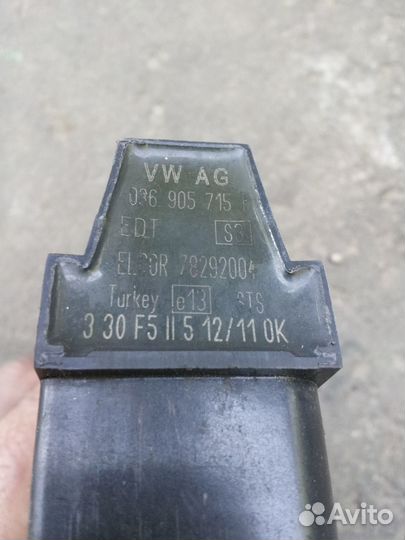 VW AG
036 905 715 F
EDT S3
ELDOR 78292004
Turkey e13 STS
3 30 F5 II 5 12/11 OK
Avito